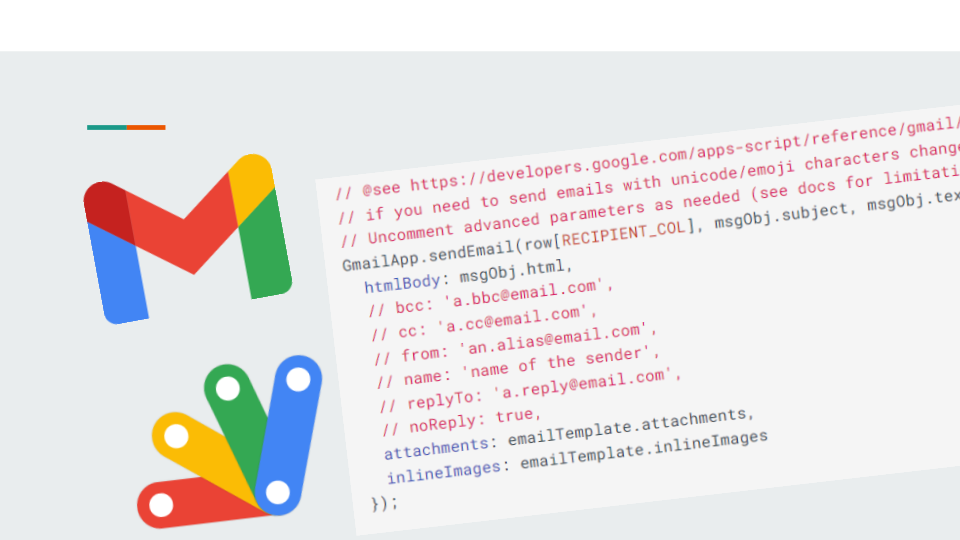 // @see https://developers.google.com/apps-script/reference/gmail/
// if you need to send emails with unicode/emoji characters change
// Uncomment advanced parameters as needed (see docs for
GmailApp.sendEmail(row[RECIPIENT_COL], msgObj.subject,
htmlBody: msgObj.html,
// bcc: 'a.bbc@email.com',
// cc: 'a.cc@email.com',
// from: 'an.alias@email.com',
// name: 'name of the sender',
// replyTo: 'a.reply@email.com',
// noReply: true,
attachments: emailTemplate.attachments,
inlineImages: emailTemplate.inlineImages
});